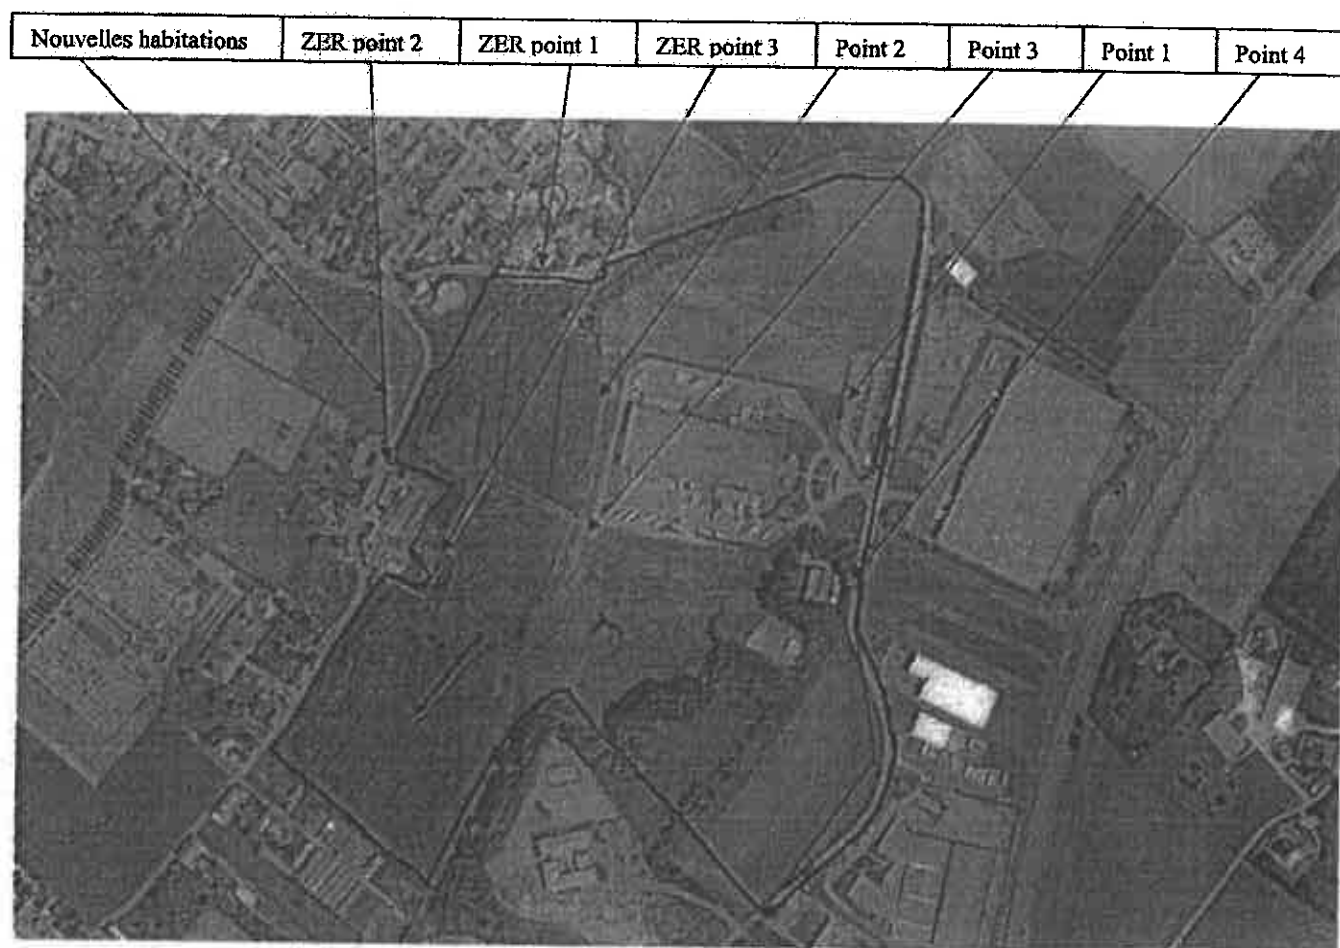 Nouvelles habitations
ZER point 2
ZER point 1
ZER point 3
Point 2
Point 3
Point 1
Point 4